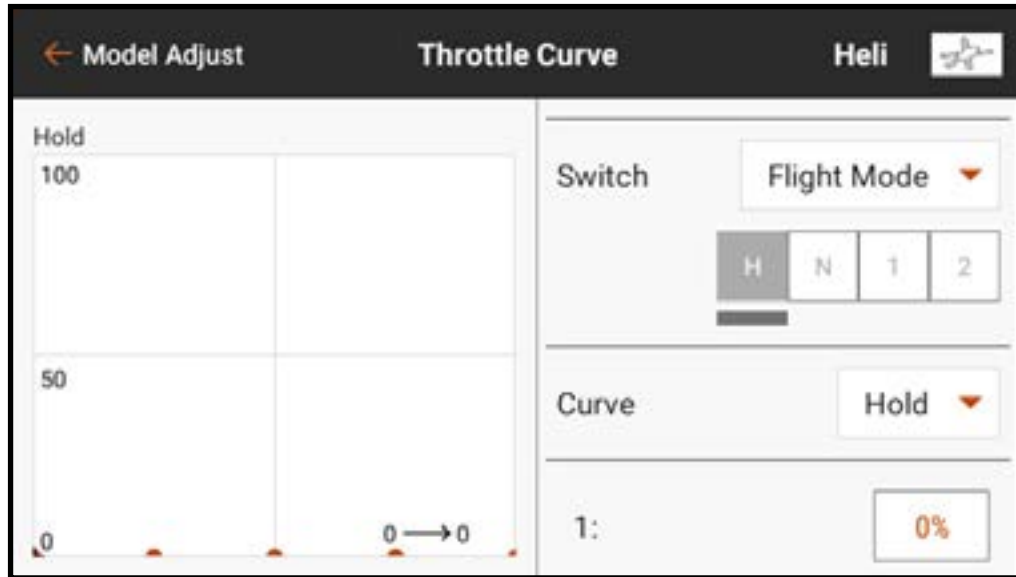 ← Model Adjust Throttle Curve Heli
Hold
100
50
0
0 → 0
Switch Flight Mode
H N 1 2
Curve Hold
1: 0%